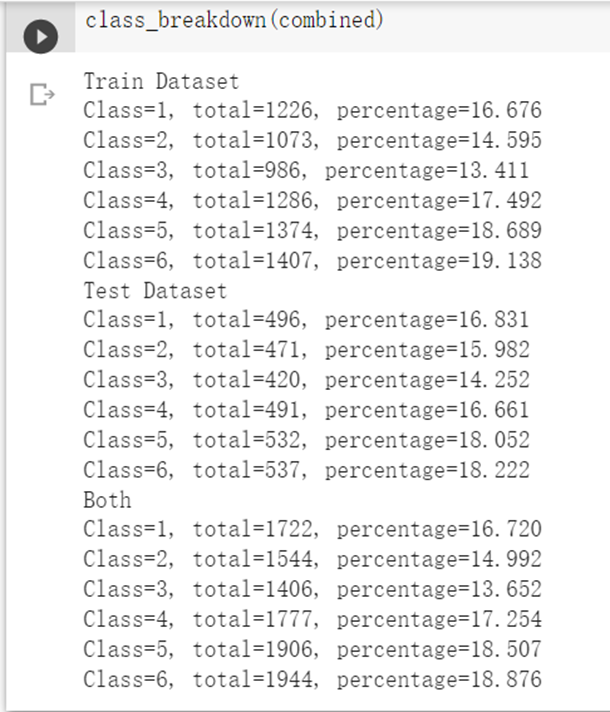 class_breakdown(combined)
Train Dataset
Class=1, total=1226, percentage=16.676
Class=2, total=1073, percentage=14.595
Class=3, total=986, percentage=13.411
Class=4, total=1286, percentage=17.492
Class=5, total=1374, percentage=18.689
Class=6, total=1407, percentage=19.138
Test Dataset
Class=1, total=496, percentage=16.831
Class=2, total=471, percentage=15.982
Class=3, total=420, percentage=14.252
Class=4, total=491, percentage=16.661
Class=5, total=532, percentage=18.052
Class=6, total=537, percentage=18.222
Both
Class=1, total=1722, percentage=16.720
Class=2, total=1544, percentage=14.992
Class=3, total=1406, percentage=13.652
Class=4, total=1777, percentage=17.254
Class=5, total=1906, percentage=18.507
Class=6, total=1944, percentage=18.876